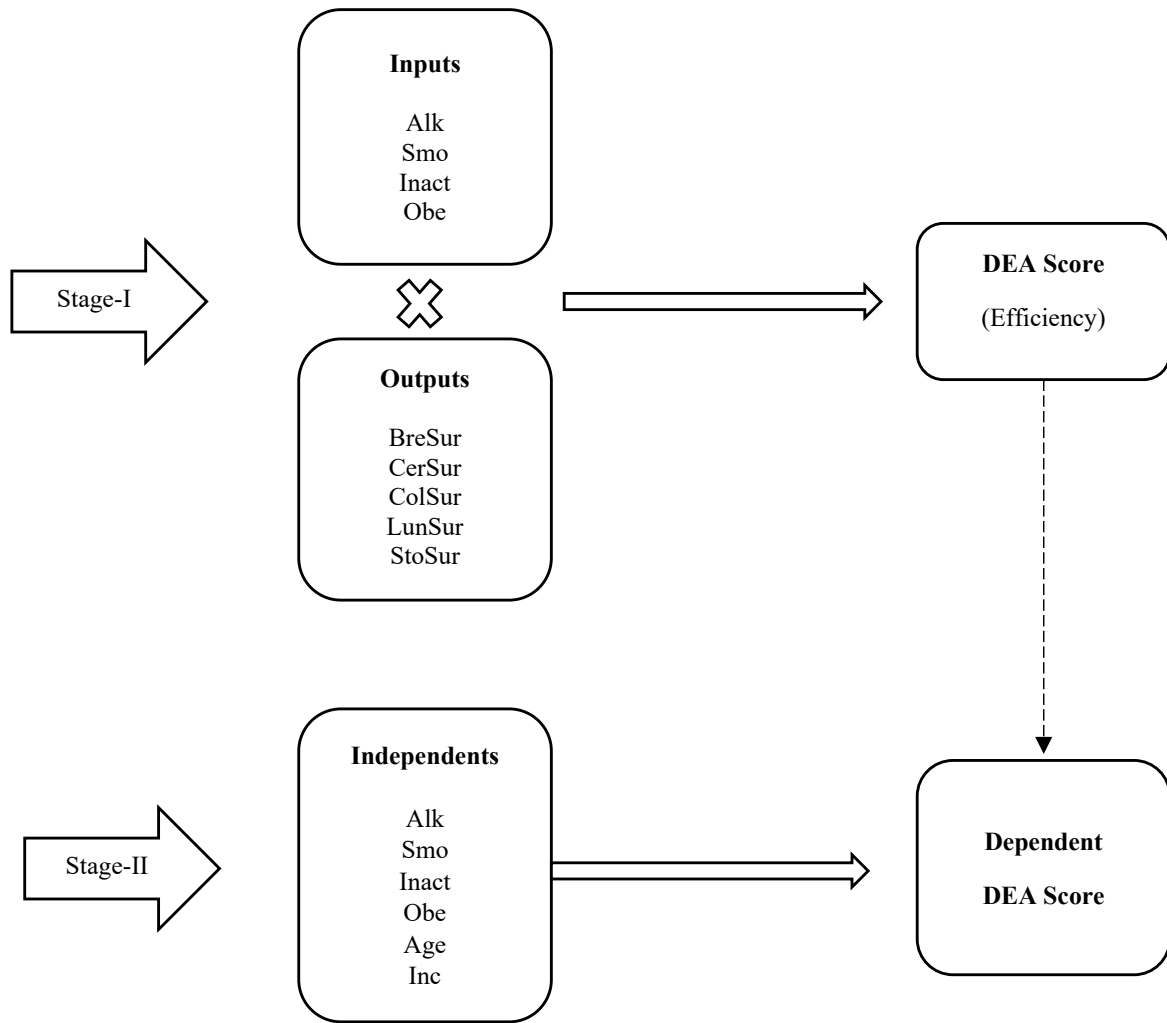 Stage-I
Inputs
Alk
Smo
Inact
Obe
Outputs
BreSur
CerSur
ColSur
LunSur
StoSur
DEA Score
(Efficiency)
Stage-II
Independents
Alk
Smo
Inact
Obe
Age
Inc
Dependent
DEA Score